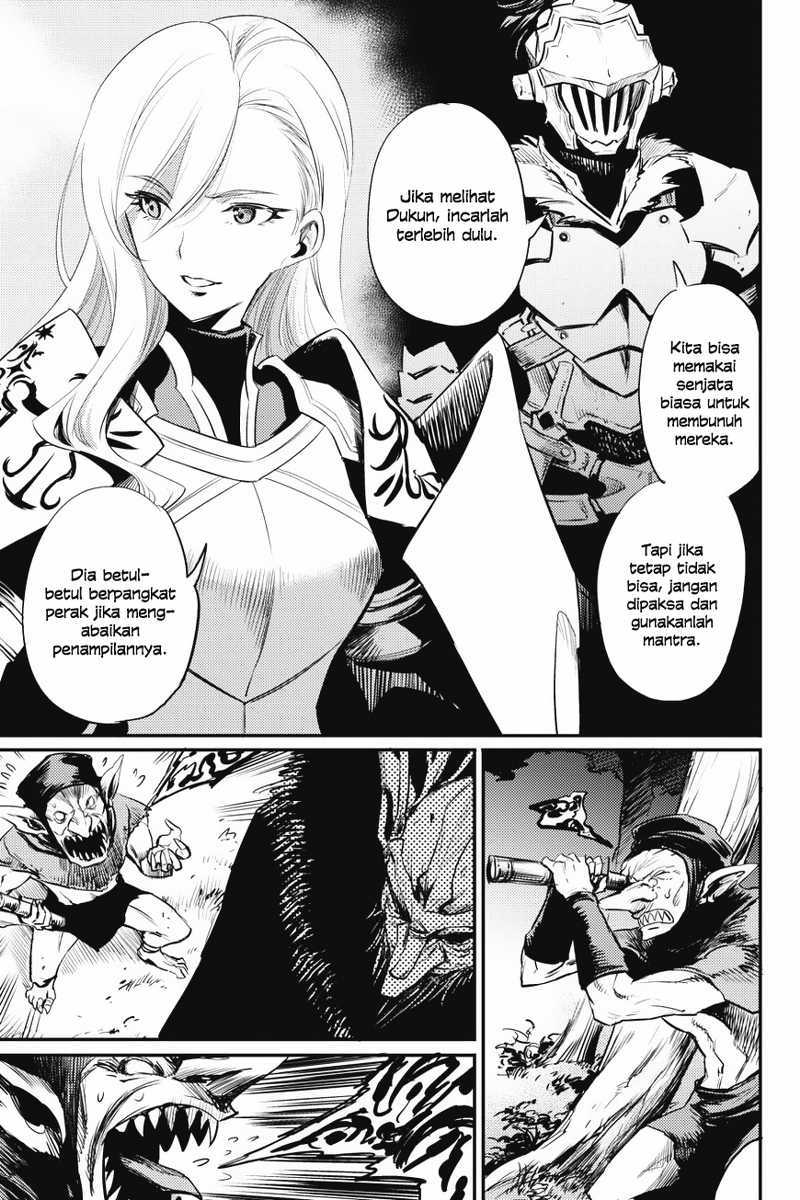 Jika melihat
Dukun, incarlah
terlebih dulu.
Kita bisa
memakai
senjata
biasa untuk
membunuh
mereka.
Tapi jika
tetap tidak
bisa, jangan
dipaksa dan
gunakanlah
mantra.
Dia betul-
betul berpangkat
perak jika meng-
abaikan
penampilannya.